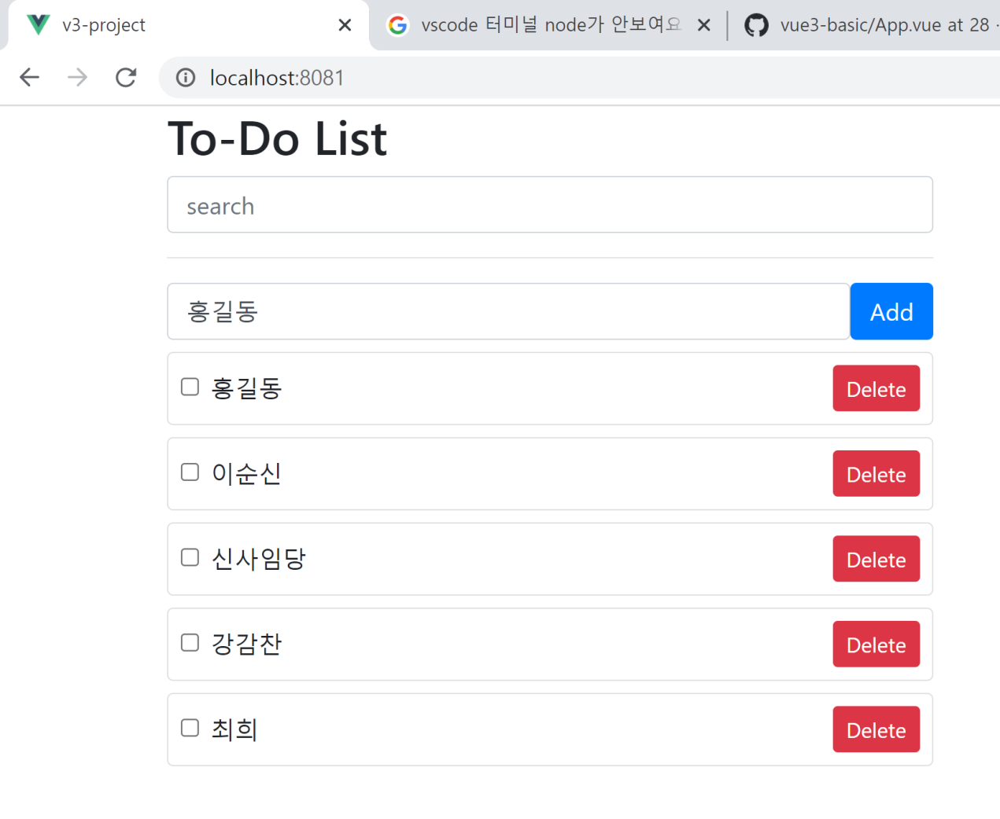 v3-project
vscode 터미널 node가 안보여요
vue3-basic/App.vue at 28 ·
localhost:8081
To-Do List
search
홍길동
Add
홍길동
Delete
이순신
Delete
신사임당
Delete
강감찬
Delete
최희
Delete